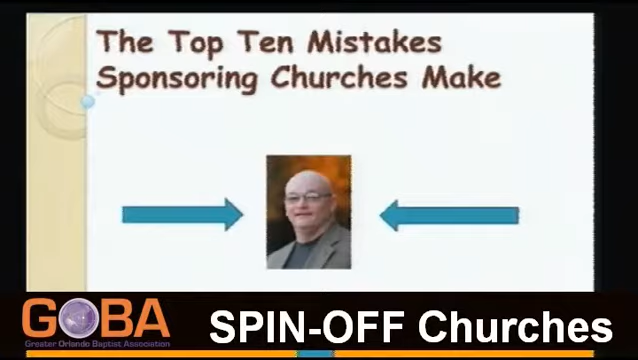 The Top Ten Mistakes
Sponsoring Churches Make
GOBA
Greater Orlando Baptist Association
SPIN-OFF Churches